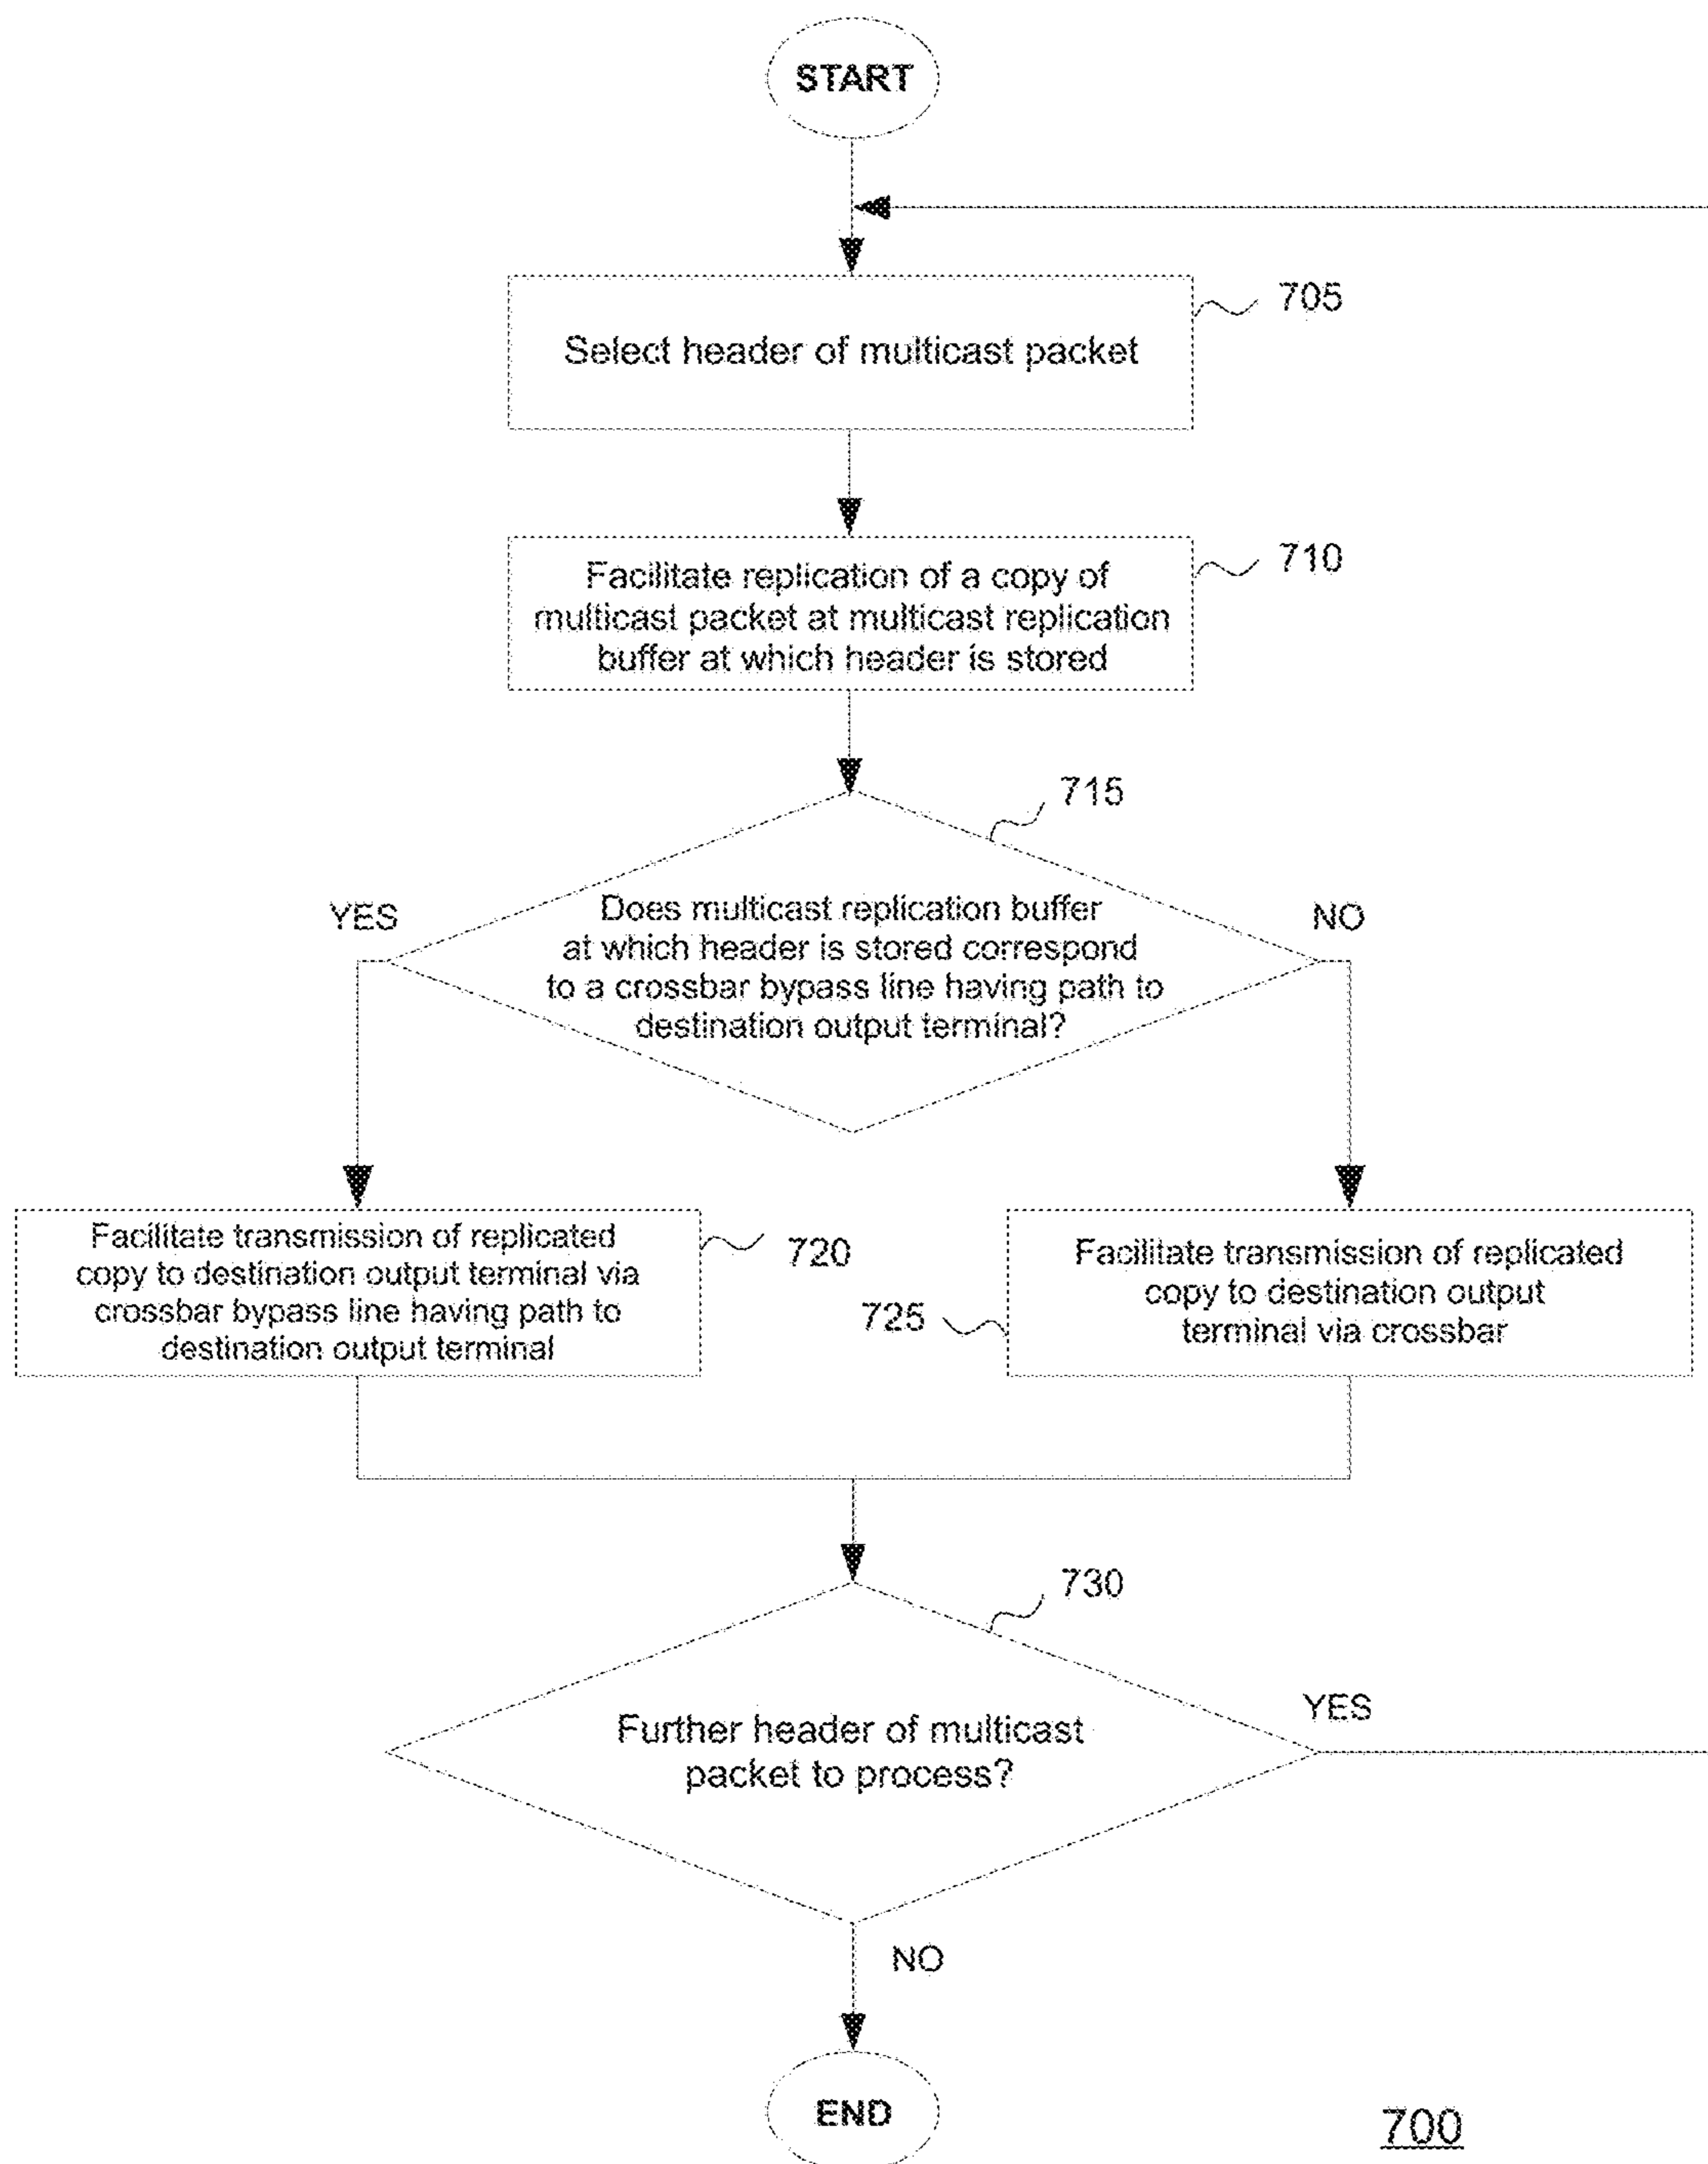 START
705
Select header of multicast packet
710
Facilitate replication of a copy of
multicast packet at multicast replication
buffer at which header is stored
715
YES
NO
Does multicast replication buffer
at which header is stored correspond
to a crossbar bypass line having path to
destination output terminal?
Facilitate transmission of replicated
copy to destination output terminal via
crossbar bypass line having path to
destination output terminal
720
725
Facilitate transmission of replicated
copy to destination output
terminal via crossbar
730
Further header of multicast
packet to process?
YES
NO
END
700